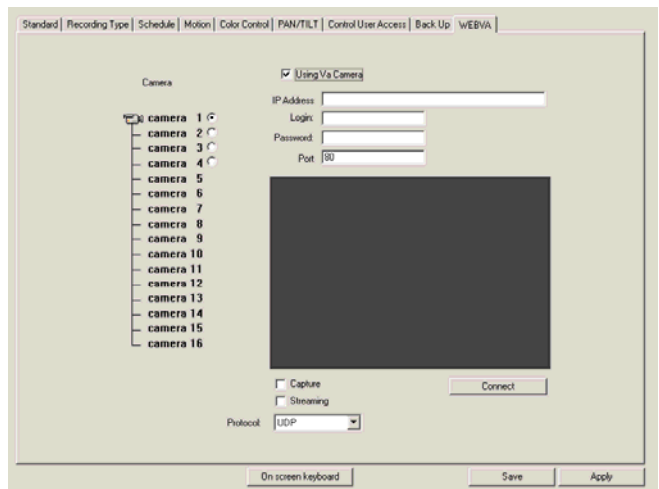 Standard Recording Type Schedule Motion Color Control PAN/TILT Control User Access Back Up WEBVA
Camera
camera 1
camera 2
camera 3
camera 4
camera 5
camera 6
camera 7
camera 8
camera 9
camera 10
camera 11
camera 12
camera 13
camera 14
camera 15
camera 16
Using Va Camera
IP Address
Login:
Password:
Port 80
Capture
Streaming
Connect
Protocol: UDP
On screen keyboard Save Apply